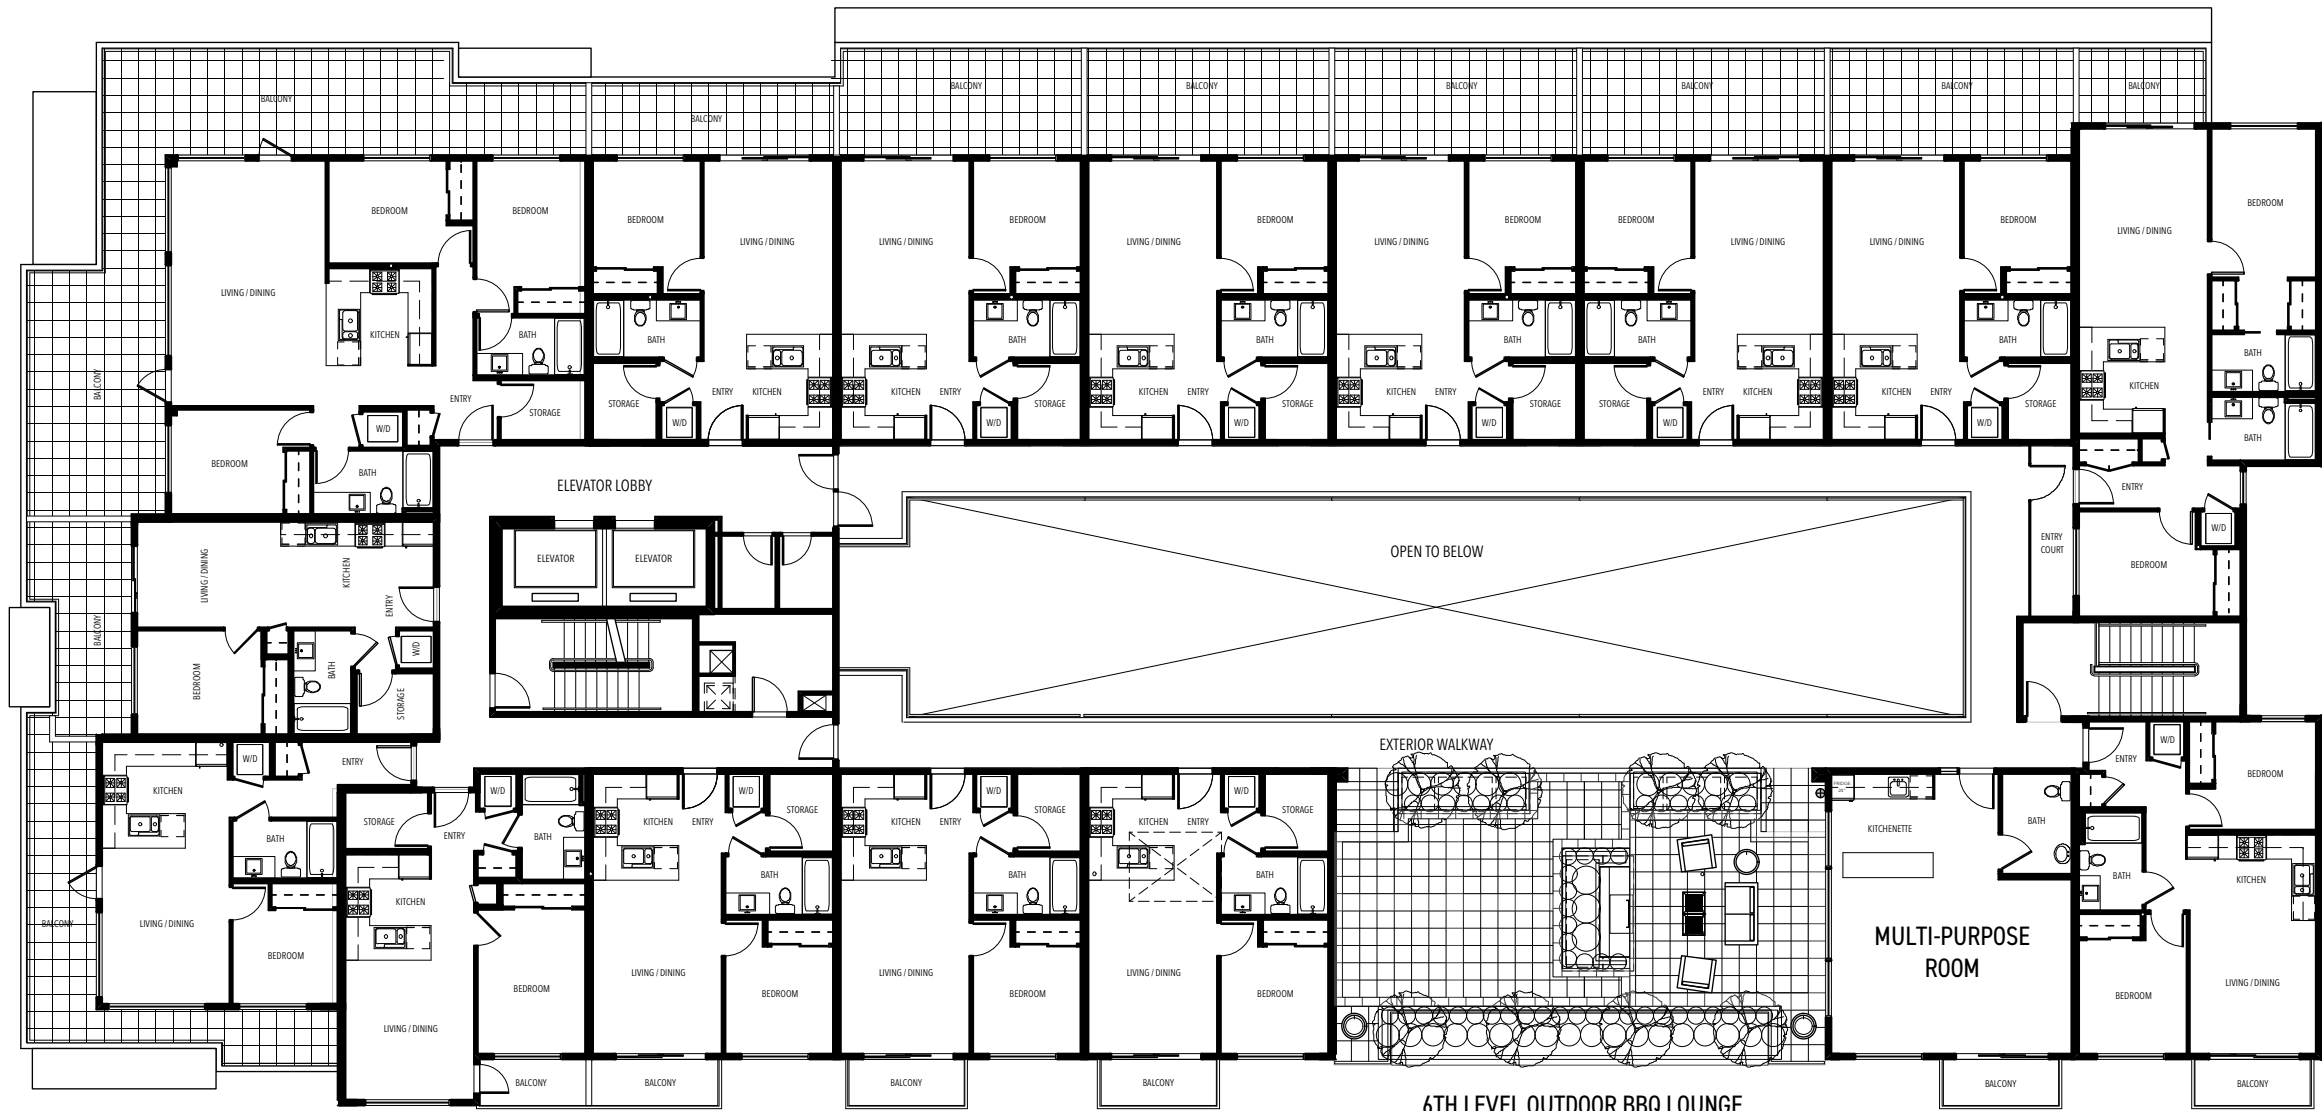 BALCONY
BALCONY
BALCONY
BALCONY
BALCONY
BALCONY
BALCONY
BALCONY
BEDROOM
BEDROOM
LIVING / DINING
KITCHEN
BATH
ENTRY
STORAGE
W/D
BEDROOM
BATH
BALCONY
BEDROOM
LIVING / DINING
BATH
STORAGE
W/D
ENTRY
KITCHEN
LIVING / DINING
BEDROOM
BATH
KITCHEN
ENTRY
W/D
STORAGE
LIVING / DINING
BEDROOM
BATH
KITCHEN
ENTRY
W/D
STORAGE
LIVING / DINING
BEDROOM
BATH
KITCHEN
ENTRY
W/D
STORAGE
BEDROOM
LIVING / DINING
BATH
STORAGE
W/D
ENTRY
KITCHEN
LIVING / DINING
BEDROOM
BATH
KITCHEN
ENTRY
W/D
STORAGE
LIVING / DINING
BEDROOM
KITCHEN
BATH
BATH
ENTRY
W/D
BEDROOM
ENTRY
COURT
ELEVATOR LOBBY
ELEVATOR
ELEVATOR
OPEN TO BELOW
EXTERIOR WALKWAY
LIVING / DINING
KITCHEN
ENTRY
BALCONY
BEDROOM
BATH
W/D
STORAGE
W/D
ENTRY
KITCHEN
BATH
LIVING / DINING
BEDROOM
BALCONY
STORAGE
ENTRY
W/D
BATH
KITCHEN
LIVING / DINING
BEDROOM
BALCONY
KITCHEN
ENTRY
W/D
STORAGE
BATH
LIVING / DINING
BEDROOM
BALCONY
KITCHEN
ENTRY
W/D
STORAGE
BATH
LIVING / DINING
BEDROOM
BALCONY
KITCHEN
ENTRY
W/D
STORAGE
BATH
LIVING / DINING
BEDROOM
BALCONY
KITCHENETTE
BATH
MULTI-PURPOSE
ROOM
BALCONY
ENTRY
W/D
BEDROOM
BATH
KITCHEN
BEDROOM
LIVING / DINING
BALCONY
6TH LEVEL OUTDOOR BBQ LOUNGE